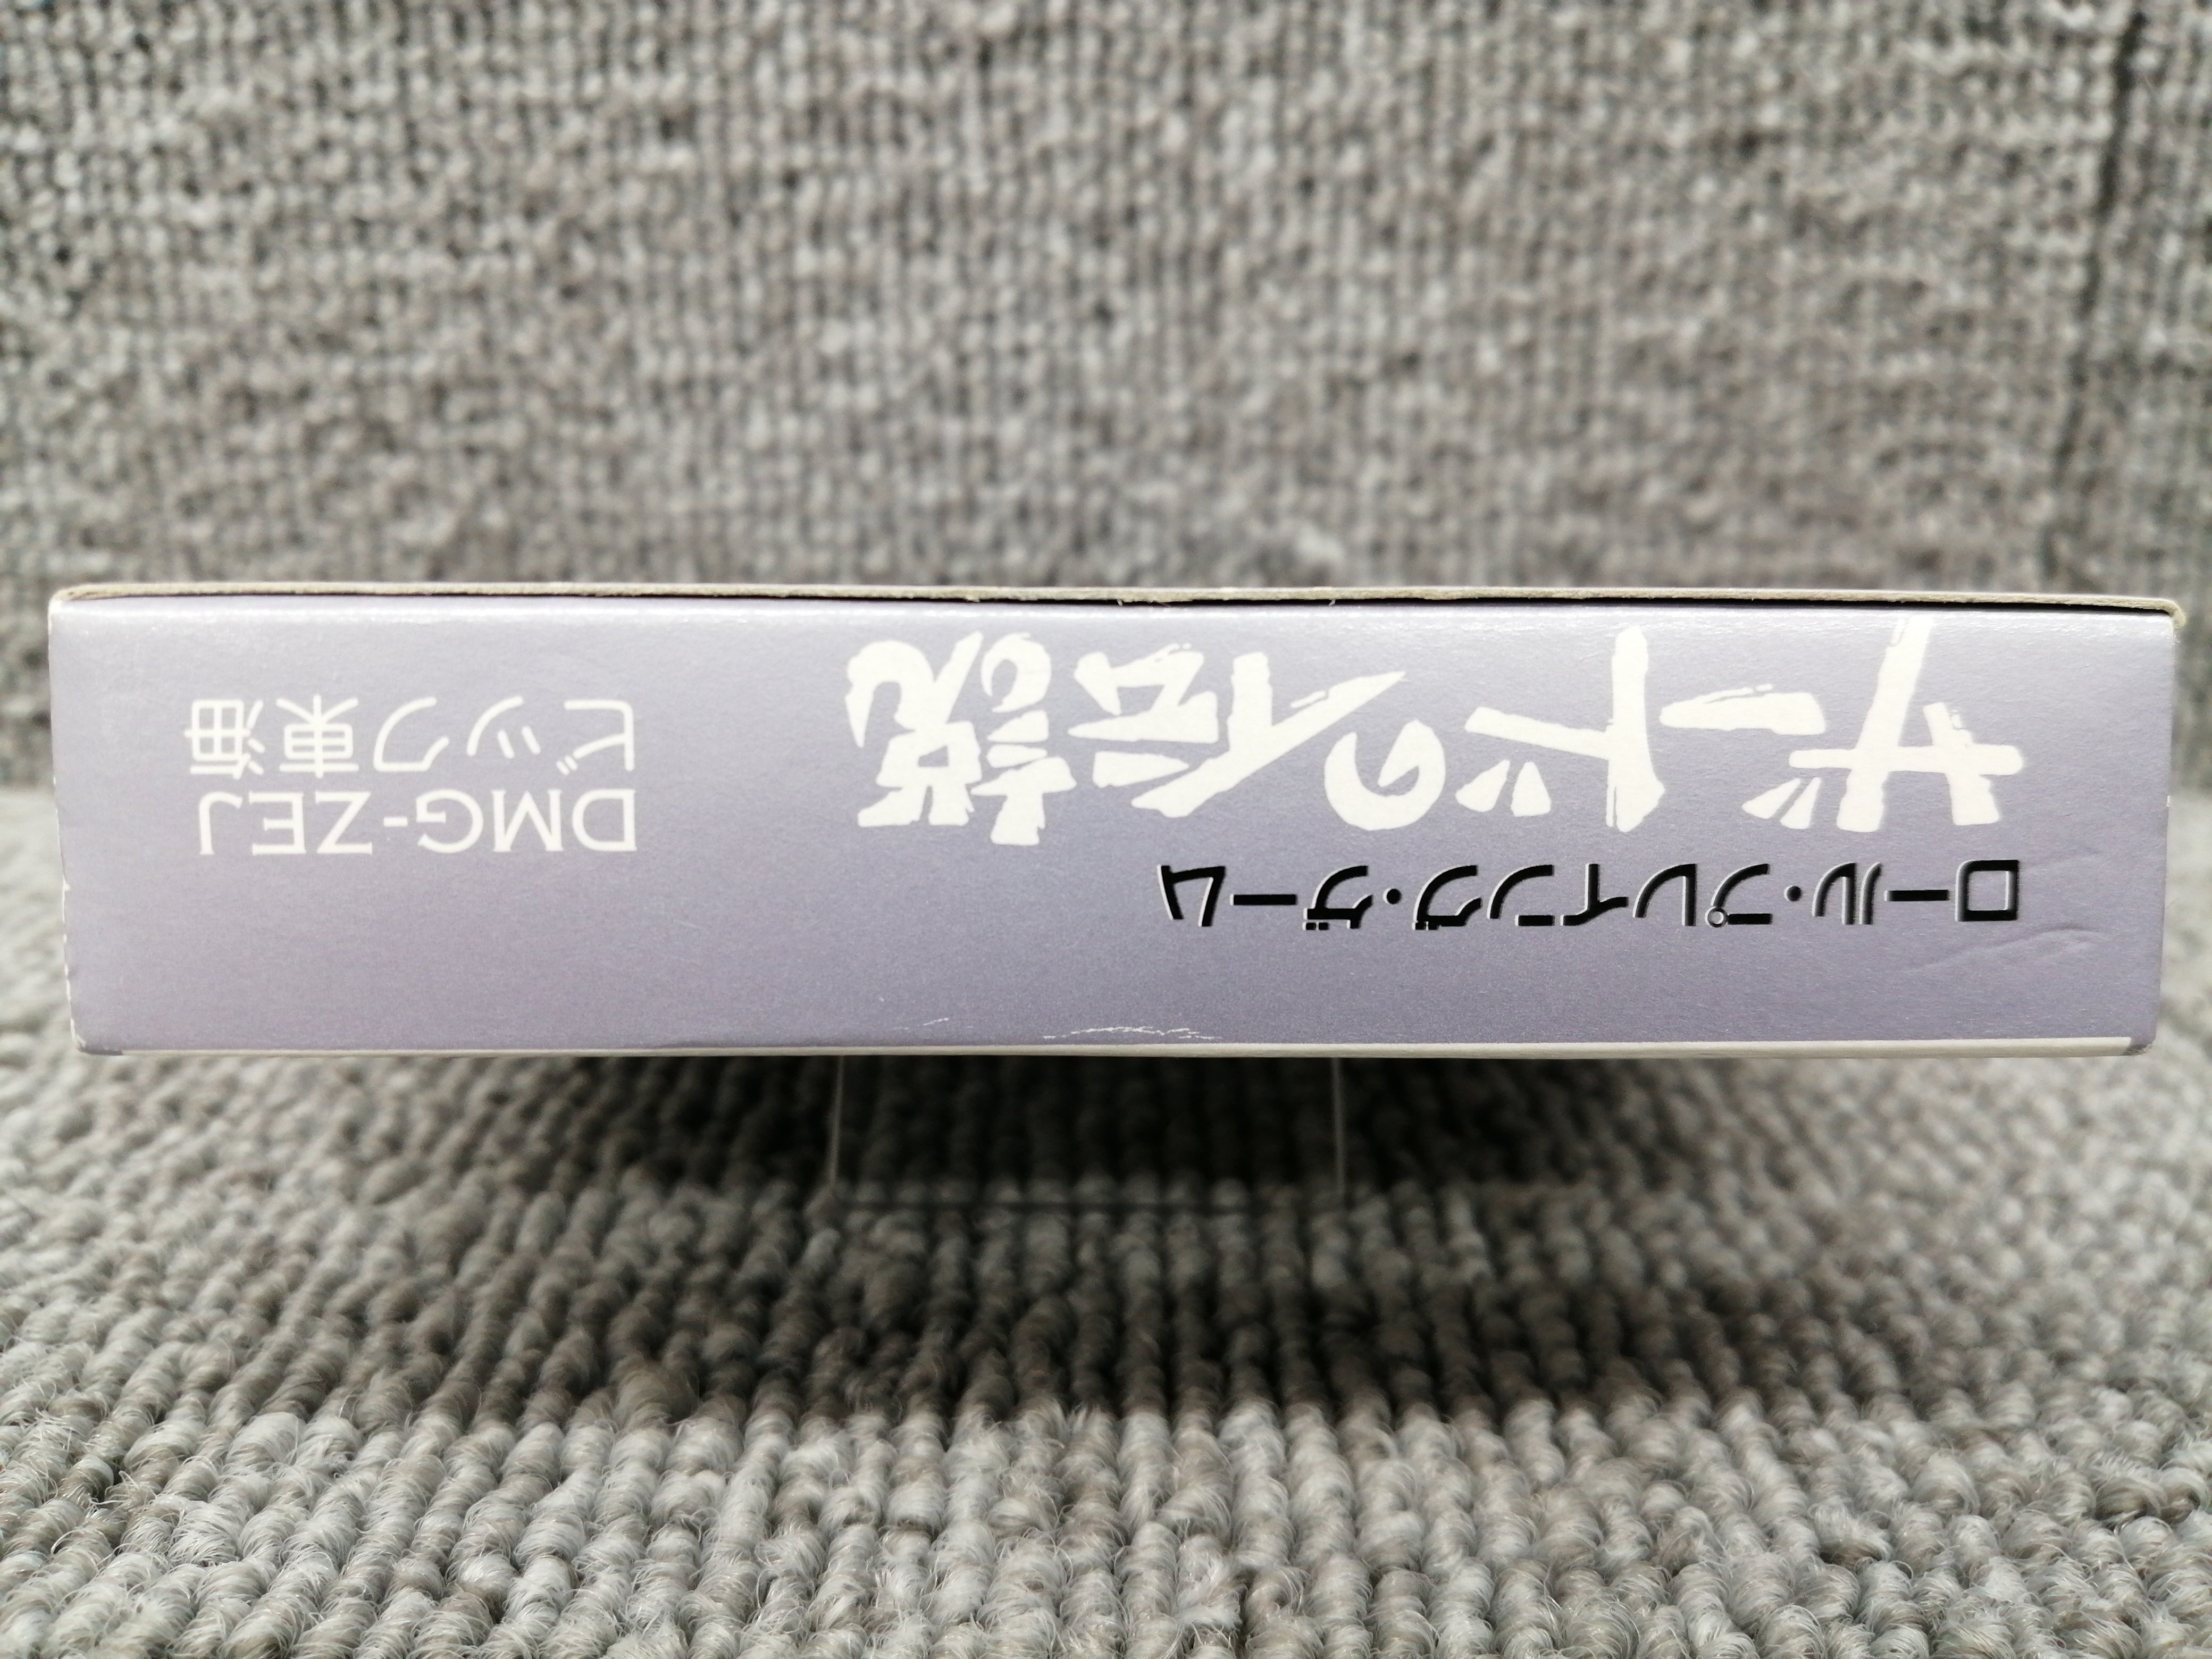 ロール・プレイング・ゲーム
ザードの伝説
DMG-ZEJ
ビック東海